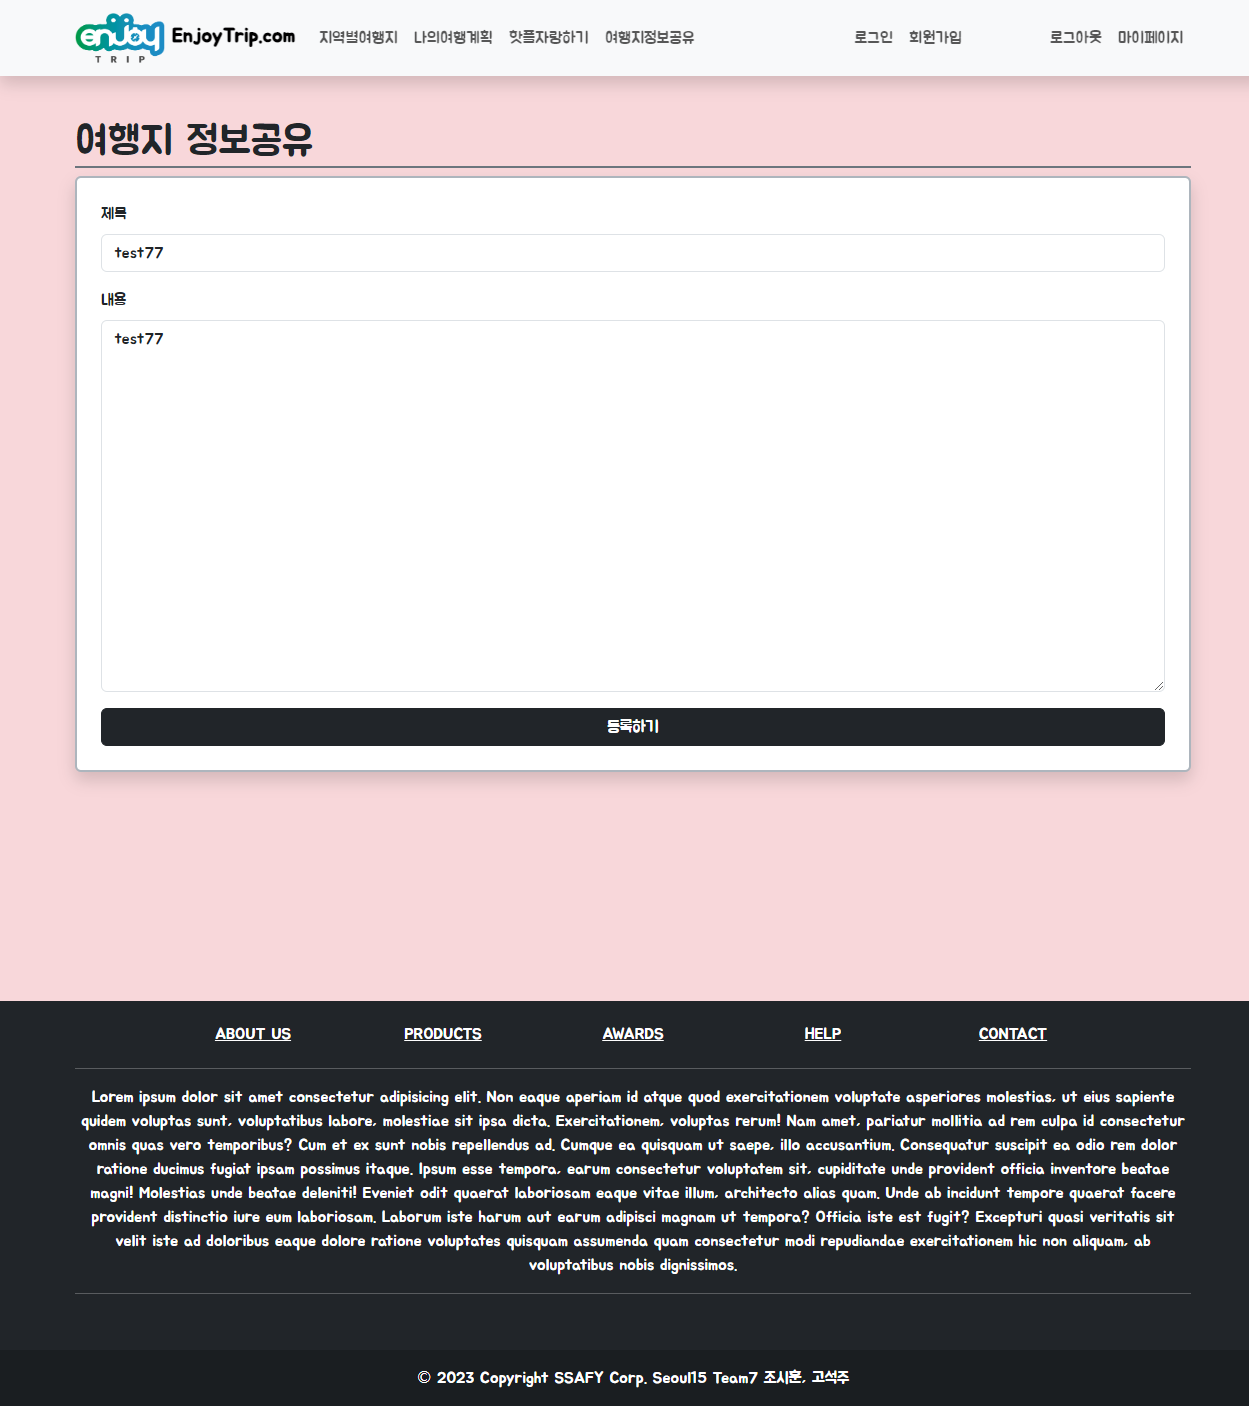 enjoy TRIP EnjoyTrip.com 지역별여행지 나의여행계획 핫플자랑하기 여행지정보공유 로그인 회원가입 로그아웃 마이페이지
여행지 정보공유
제목
test77
내용
test77
등록하기
ABOUT US PRODUCTS AWARDS HELP CONTACT
Lorem ipsum dolor sit amet consectetur adipisicing elit. Non eaque aperiam id atque quod exercitationem voluptate asperiores molestias, ut eius sapiente
quidem voluptas sunt, voluptatibus labore, molestiae sit ipsa dicta. Exercitationem, voluptas rerum! Nam amet, pariatur mollitia ad rem culpa id consectetur
omnis quas vero temporibus? Cum et ex sunt nobis repellendus ad. Cumque ea quisquam ut saepe, illo accusantium. Consequatur suscipit ea odio rem dolor
ratione ducimus fugiat ipsam possimus itaque. Ipsum esse tempora, earum consectetur voluptatem sit, cupiditate unde provident officia inventore beatae
magni! Molestias unde beatae deleniti! Eveniet odit quaerat laboriosam eaque vitae illum, architecto alias quam. Unde ab incidunt tempore quaerat facere
provident distinctio iure eum laboriosam. Laborum iste harum aut earum adipisci magnam ut tempora? Officia iste est fugit? Excepturi quasi veritatis sit
velit iste ad doloribus eaque dolore ratione voluptates quisquam assumenda quam consectetur modi repudiandae exercitationem hic non aliquam, ab
voluptatibus nobis dignissimos.
© 2023 Copyright SSAFY Corp. Seoul15 Team7 조시훈, 고석주